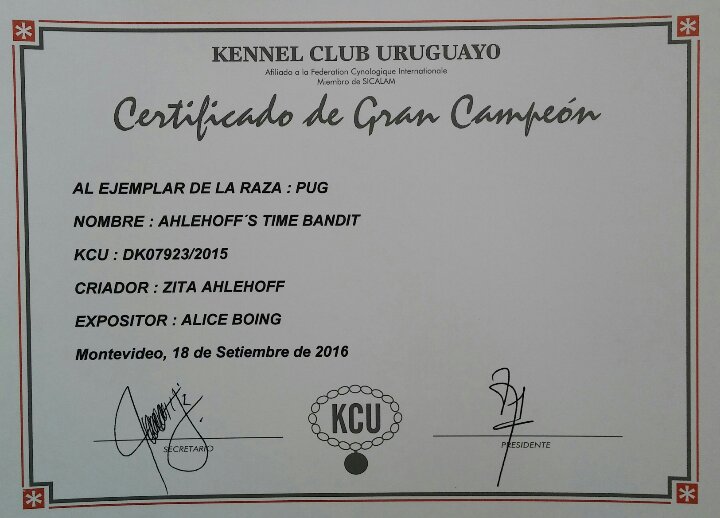 KENNEL CLUB URUGUAYO
Afiliada a la Federation Cynologique Internationale
Miembro de SICALAM
Certificado de Gran Campeón
AL EJEMPLAR DE LA RAZA : PUG
NOMBRE : AHLEHOFF´S TIME BANDIT
KCU : DK07923/2015
CRIADOR : ZITA AHLEHOFF
EXPOSITOR : ALICE BOING
Montevideo, 18 de Setiembre de 2016
SECRETARIO
KCU
PRESIDENTE